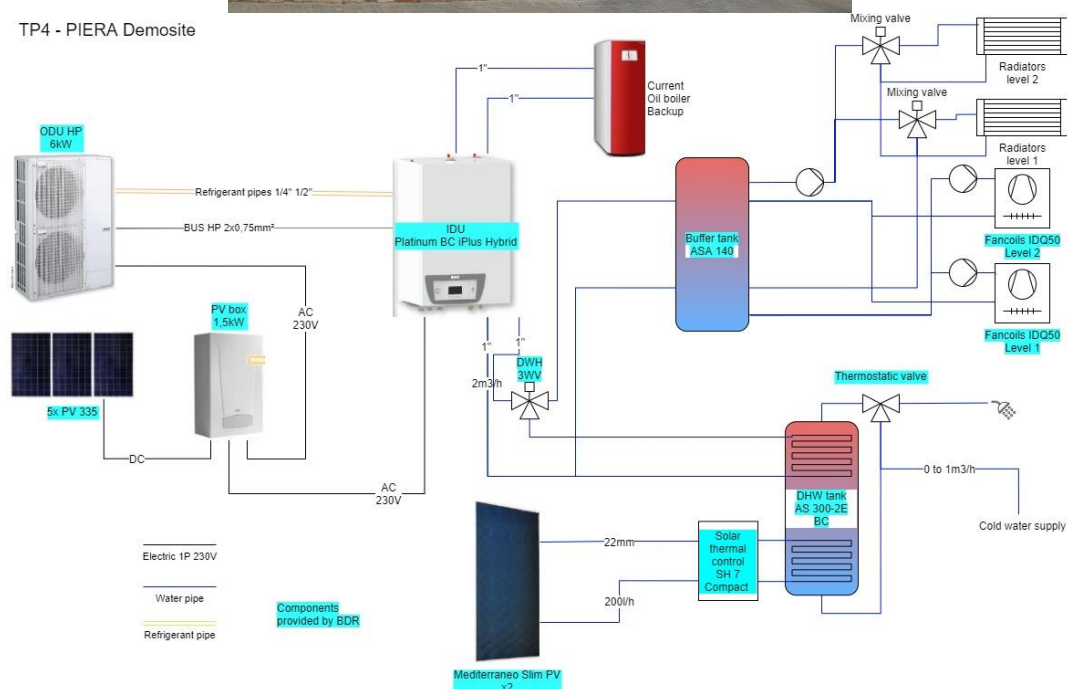 TP4 - PIERA Demosite
Mixing valve
Radiators
level 2
Mixing valve
Radiators
level 1
1"
1"
Current
Oil boiler
Backup
ODU HP
6kW
Refrigerant pipes 1/4" 1/2"
BUS HP 2x0,75mm²
IDU
Platinum BC iPlus Hybrid
Buffer tank
ASA 140
Fancoils IDQ50
Level 2
Fancoils IDQ50
Level 1
AC
230V
PV box
1,5kW
5x PV 335
DC
AC
230V
1"
1"
2m3/h
DWH
3WV
Thermostatic valve
0 to 1m3/h
Cold water supply
DHW tank
AS 300-2E
BC
Solar
thermal
control
SH 7
Compact
22mm
200l/h
Mediterraneo Slim PV
x2
Electric 1P 230V
Water pipe
Refrigerant pipe
Components
provided by BDR